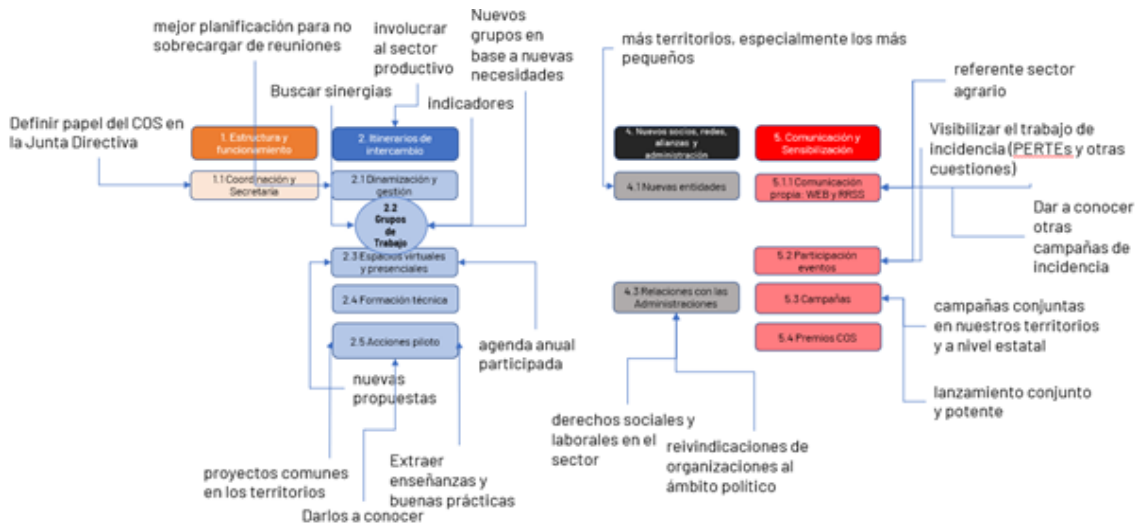 mejor planificación para no
sobrecargar de reuniones
involucrar
al sector
productivo
Nuevos
grupos en
base a nuevas
necesidades
más territorios, especialmente los más
pequeños
referente sector
agrario
Buscar sinergias
indicadores
Definir papel del COS en
la Junta Directiva
1. Estructura y
funcionamiento
2. Itinerarios de
intercambio
4. Nuevos socios, redes,
alianzas y
administración
5. Comunicación y
Sensibilización
Visibilizar el trabajo de
incidencia (PERTEs y otras
cuestiones)
1.1 Coordinación y
Secretaría
2.1 Dinamización y
gestión
4.1 Nuevas entidades
5.1.1 Comunicación
propia: WEB y RRSS
2.2
Grupos
de
Trabajo
Dar a conocer
otras
campañas de
incidencia
2.3 Espacios virtuales
y presenciales
5.2 Participación
eventos
2.4 Formación técnica
4.3 Relaciones con las
Administraciones
5.3 Campañas
campañas conjuntas
en nuestros territorios
y a nivel estatal
2.5 Acciones piloto
5.4 Premios COS
agenda anual
participada
nuevas
propuestas
lanzamiento conjunto
y potente
derechos sociales y
laborales en el
sector
reivindicaciones de
organizaciones al
ámbito político
proyectos comunes
en los territorios
Extraer
enseñanzas y
buenas prácticas
Darlos a conocer